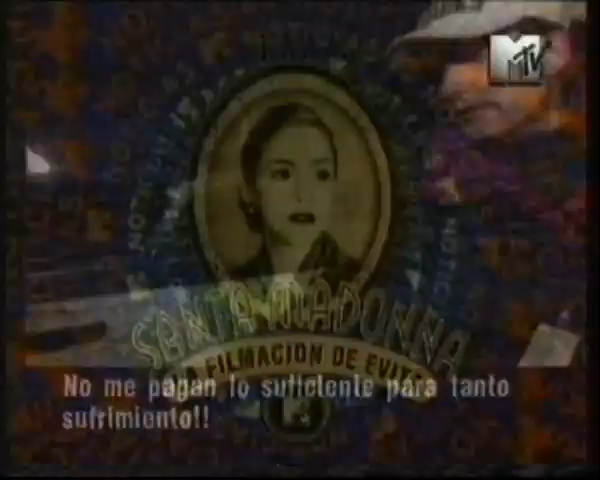 MTV
SANTA MADONNA
LA FILMACION DE EVITA
No me pagan lo suficiente para tanto
sufrimiento!!